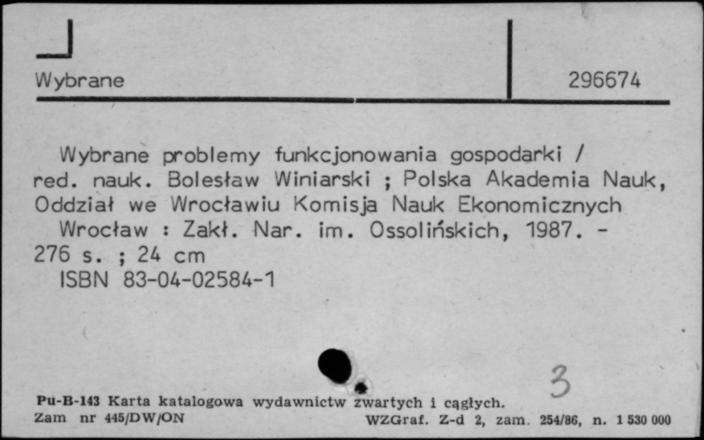 Wybrane 296674
Wybrane problemy funkcjonowania gospodarki /
red. nauk. Bolesław Winiarski ; Polska Akademia Nauk,
Oddział we Wrocławiu Komisja Nauk Ekonomicznych
Wrocław : Zakł. Nar. im. Ossolińskich, 1987. -
276 s. ; 24 cm
ISBN 83-04-02584-1
3
Pu-B-143 Karta katalogowa wydawnictw zwartych i cągłych.
Zam nr 445/DW/ON WZGraf. Z-d 2, zam. 254/86, n. 1 530 000